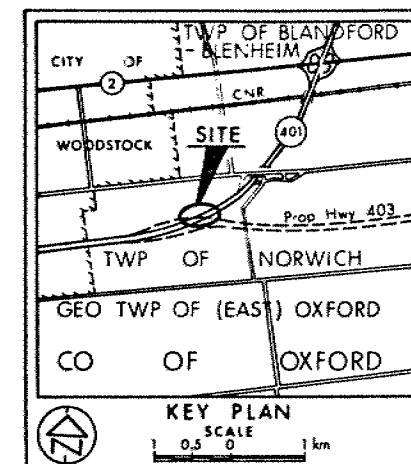 TWP OF BLANDFORD
- BLENHEIM
CITY OF
2
CNR
WOODSTOCK
SITE
401
Prop Hwy 403
TWP OF NORWICH
GEO TWP OF (EAST) OXFORD
CO OF OXFORD
KEY PLAN
SCALE
1 0.5 0 1 km
N